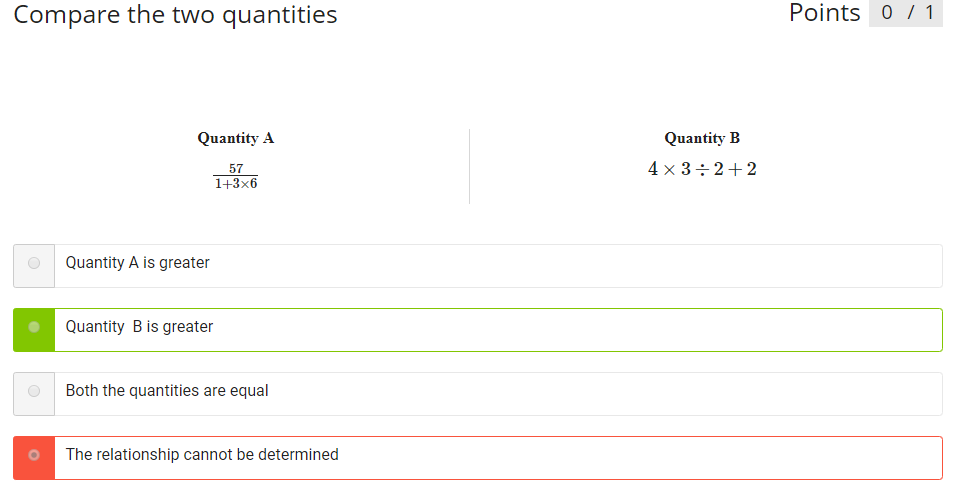 Compare the two quantities Points 0 / 1
Quantity A Quantity B
57
1+3×6
4 × 3 ÷ 2 + 2
Quantity A is greater
Quantity B is greater
Both the quantities are equal
The relationship cannot be determined